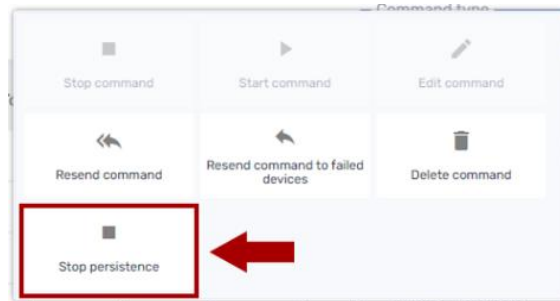 Command type
Stop command
Start command
Edit command
Resend command
Resend command to failed
devices
Delete command
Stop persistence